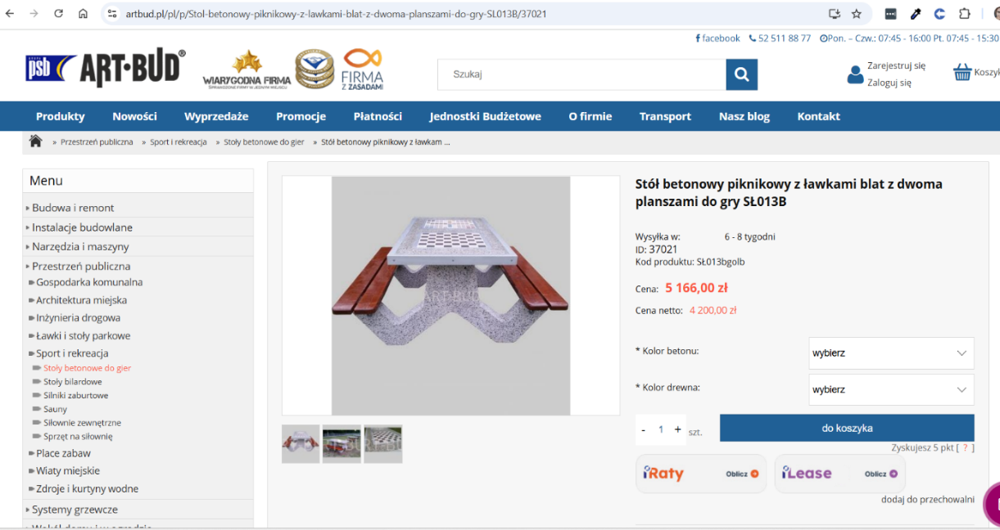 artbud.pl/pl/p/Stol-betonowy-piknikowy-z-lawkami-blat-z-dwoma-planszami-do-gry-SL013B/37021
facebook 52 511 88 77 Pon. – Czw.: 07:45 - 16:00 Pt. 07:45 - 15:30
psb ART-BUD®
WIARYGODNA FIRMA
FIRMA
Z ZASADAMI
Szukaj
Zarejestruj się
Zaloguj się
Produkty Nowości Wyprzedaże Promocje Płatności Jednostki Budżetowe O firmie Transport Nasz blog Kontakt
» Przestrzeń publiczna » Sport i rekreacja » Stoły betonowe do gier » Stół betonowy piknikowy z ławkam ...
Menu
Budowa i remont
Instalacje budowlane
Narzędzia i maszyny
Przestrzeń publiczna
Gospodarka komunalna
Architektura miejska
Inżynieria drogowa
Ławki i stoły parkowe
Sport i rekreacja
Stoły betonowe do gier
Stoły bilardowe
Silniki zaburtowe
Sauny
Siłownie zewnętrzne
Sprzęt na siłownię
Place zabaw
Wiaty miejskie
Zdroje i kurtyny wodne
Systemy grzewcze
Stół betonowy piknikowy z ławkami blat z dwoma
planszami do gry SŁ013B
Wysyłka w: 6 - 8 tygodni
ID: 37021
Kod produktu: SŁ013bgolb
Cena: 5 166,00 zł
Cena netto: 4 200,00 zł
* Kolor betonu: wybierz
* Kolor drewna: wybierz
- 1 + szt. do koszyka
Zyskujesz 5 pkt [ ? ]
iRaty Oblicz iLease Oblicz
dodaj do przechowalni